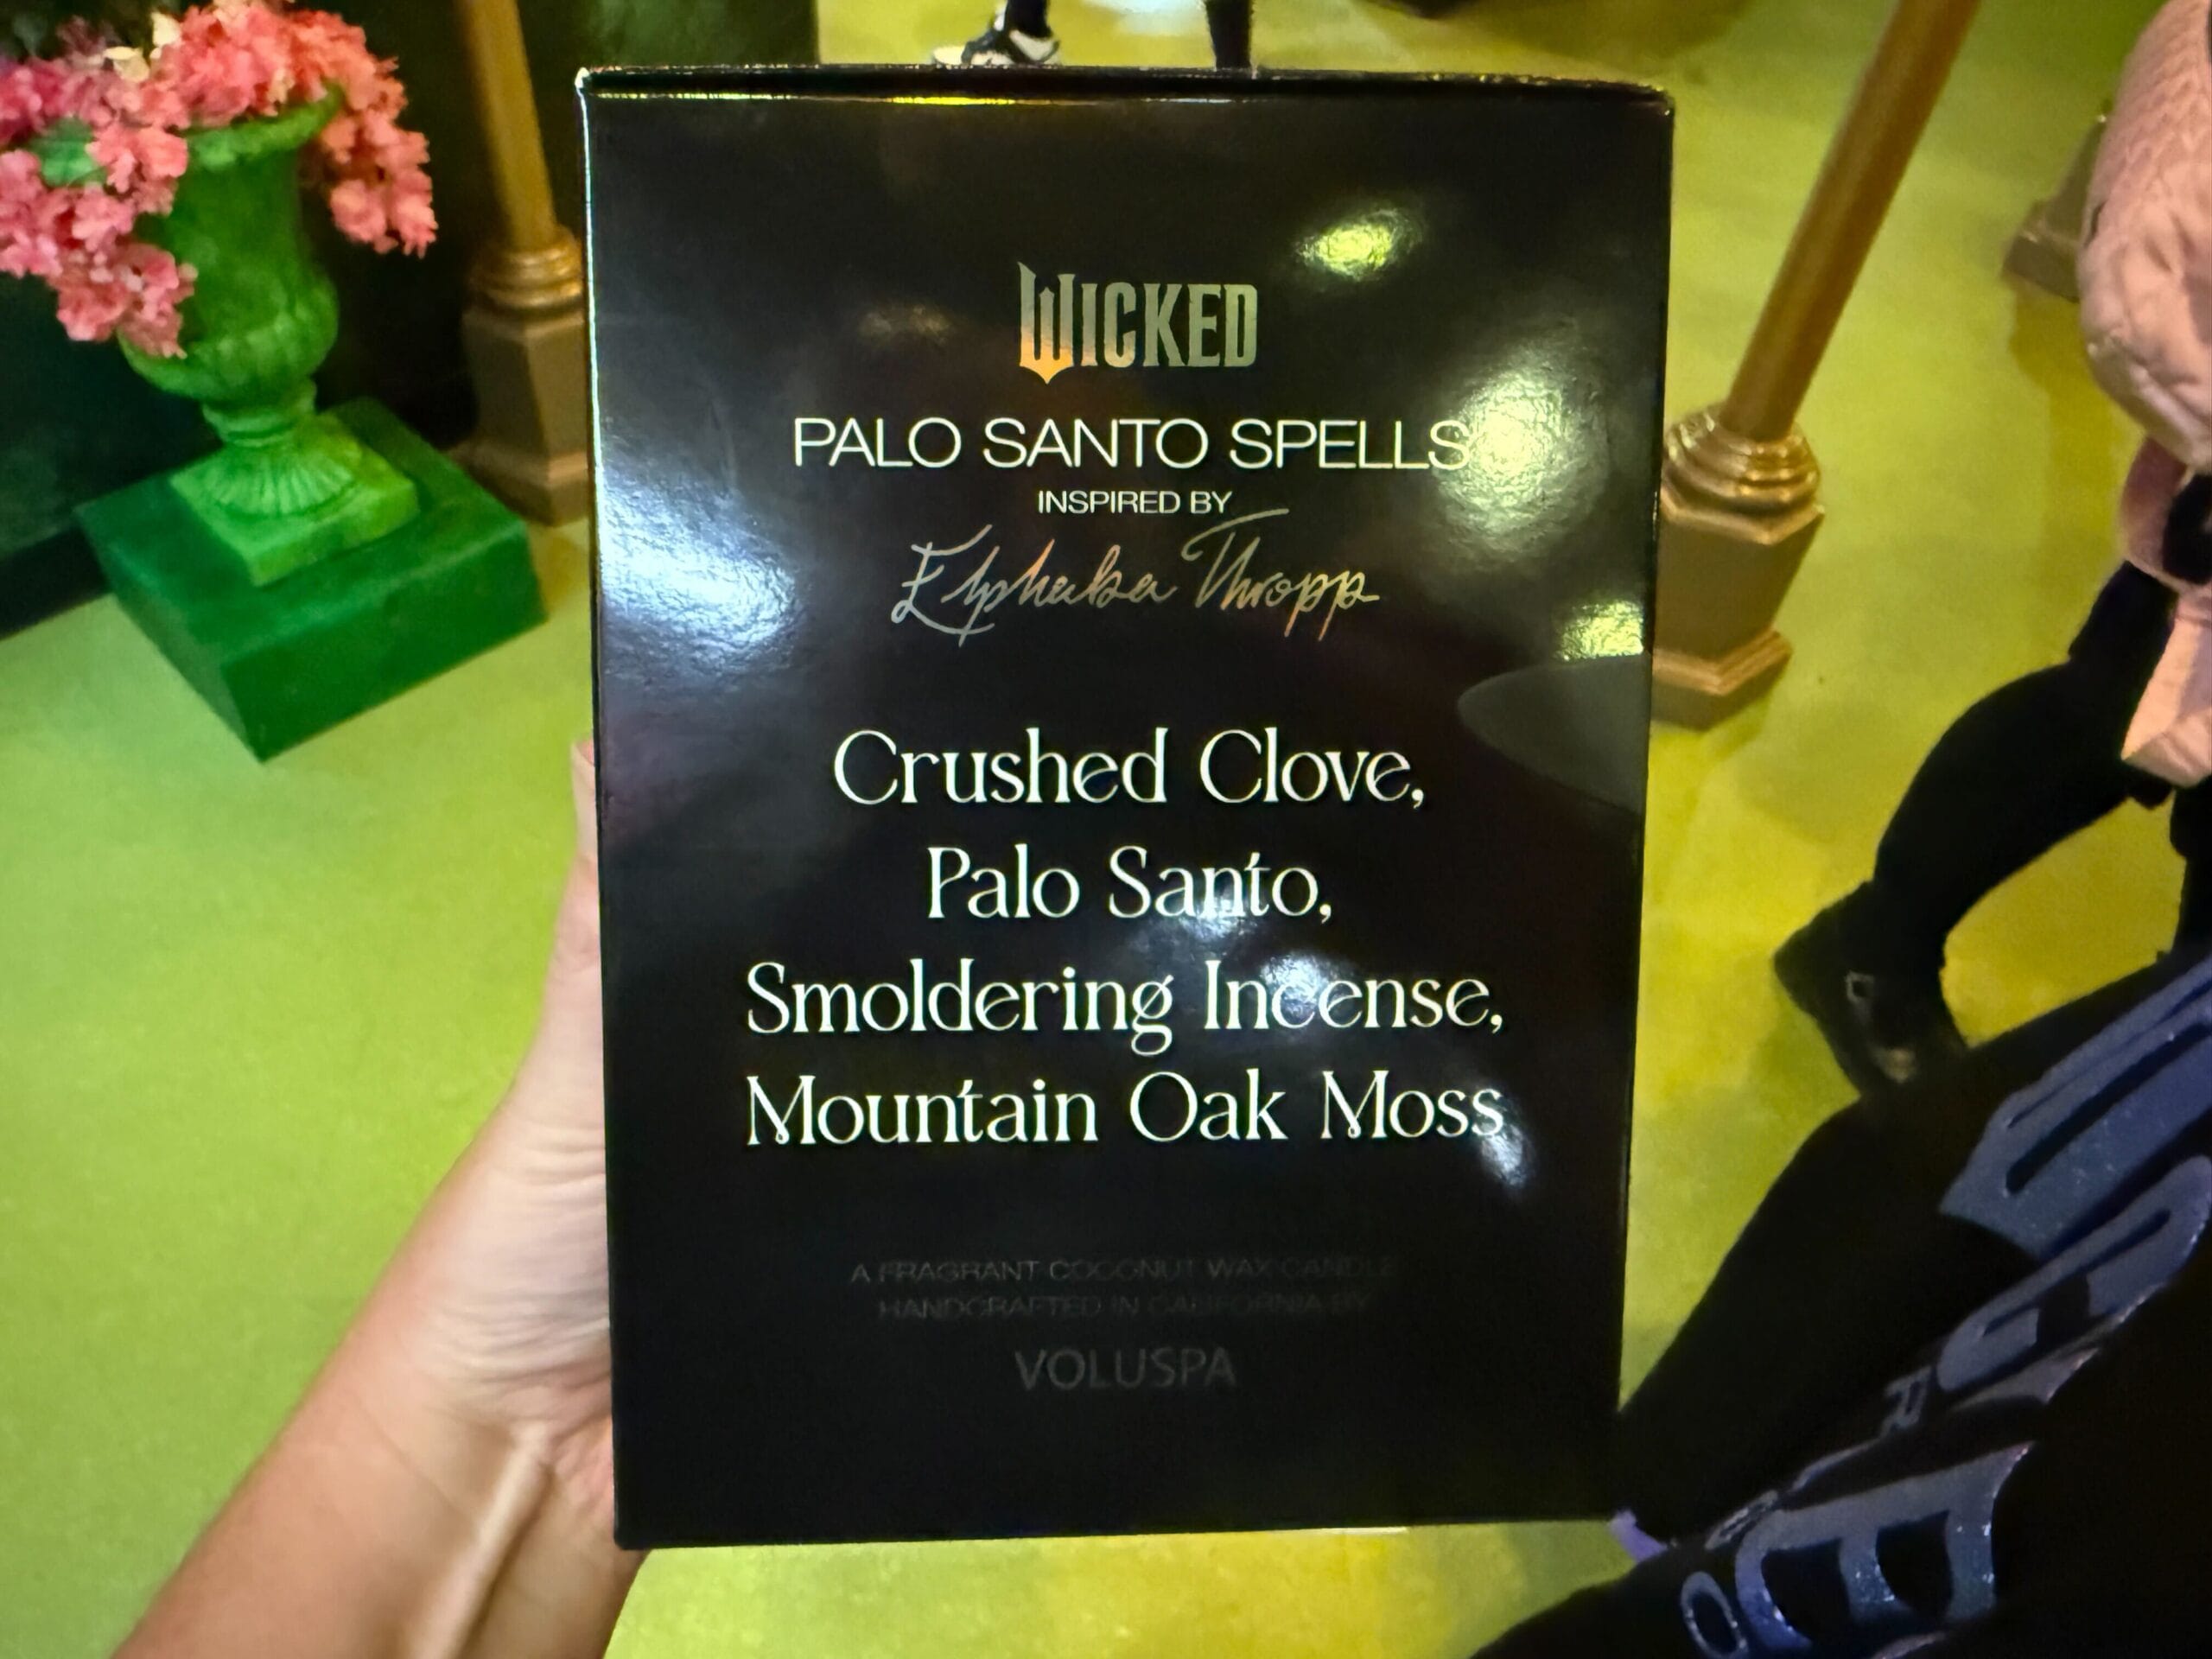 WICKED
PALO SANTO SPELLS
INSPIRED BY
Elphaba Thropp
Crushed Clove,
Palo Santo,
Smoldering Incense,
Mountain Oak Moss
A FRAGRANT COCONUT WAX CANDLE
HANDCRAFTED IN CALIFORNIA BY
VOLUSPA